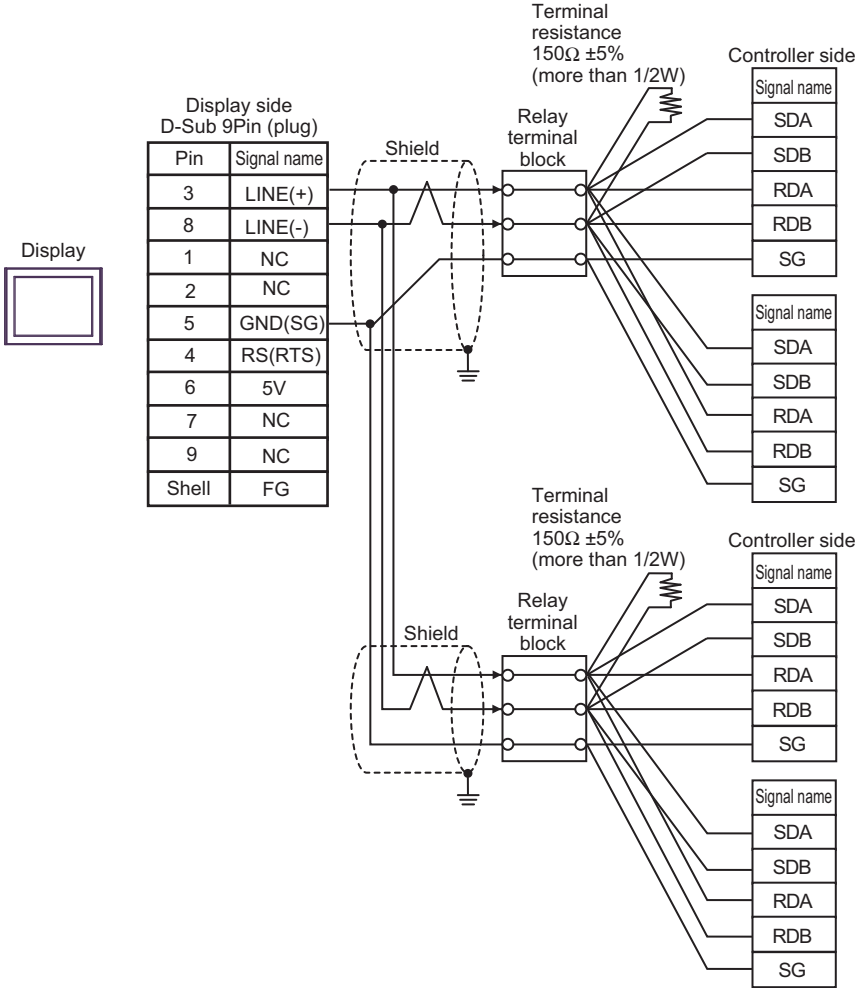 Terminal
resistance
150Ω ±5%
(more than 1/2W)
Controller side
Signal name
SDA
SDB
RDA
RDB
SG
Display side
D-Sub 9Pin (plug)
Pin Signal name
3 LINE(+)
8 LINE(-)
1 NC
2 NC
5 GND(SG)
4 RS(RTS)
6 5V
7 NC
9 NC
Shell FG
Display
Shield
Relay
terminal
block
Signal name
SDA
SDB
RDA
RDB
SG
Terminal
resistance
150Ω ±5%
(more than 1/2W)
Controller side
Signal name
SDA
SDB
RDA
RDB
SG
Shield
Relay
terminal
block
Signal name
SDA
SDB
RDA
RDB
SG